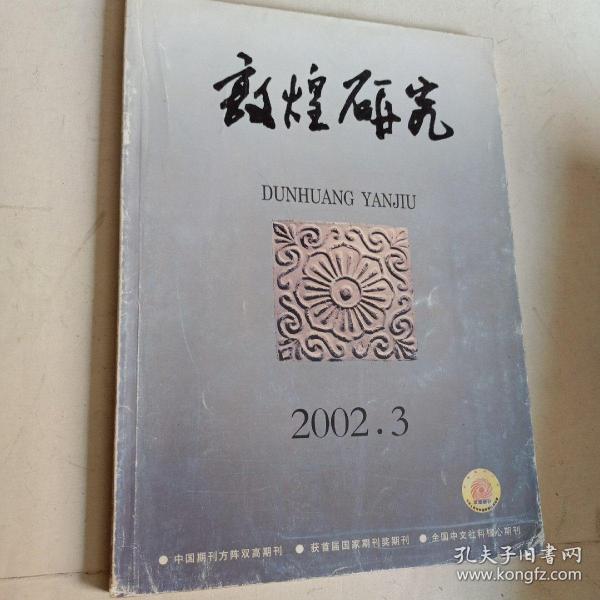 敦煌研究
DUNHUANG YANJIU
2002.3
● 中国期刊方阵双高期刊 ● 获首届国家期刊奖期刊 ● 全国中文社科核心期刊
孔夫子旧书网
www.kongfz.com